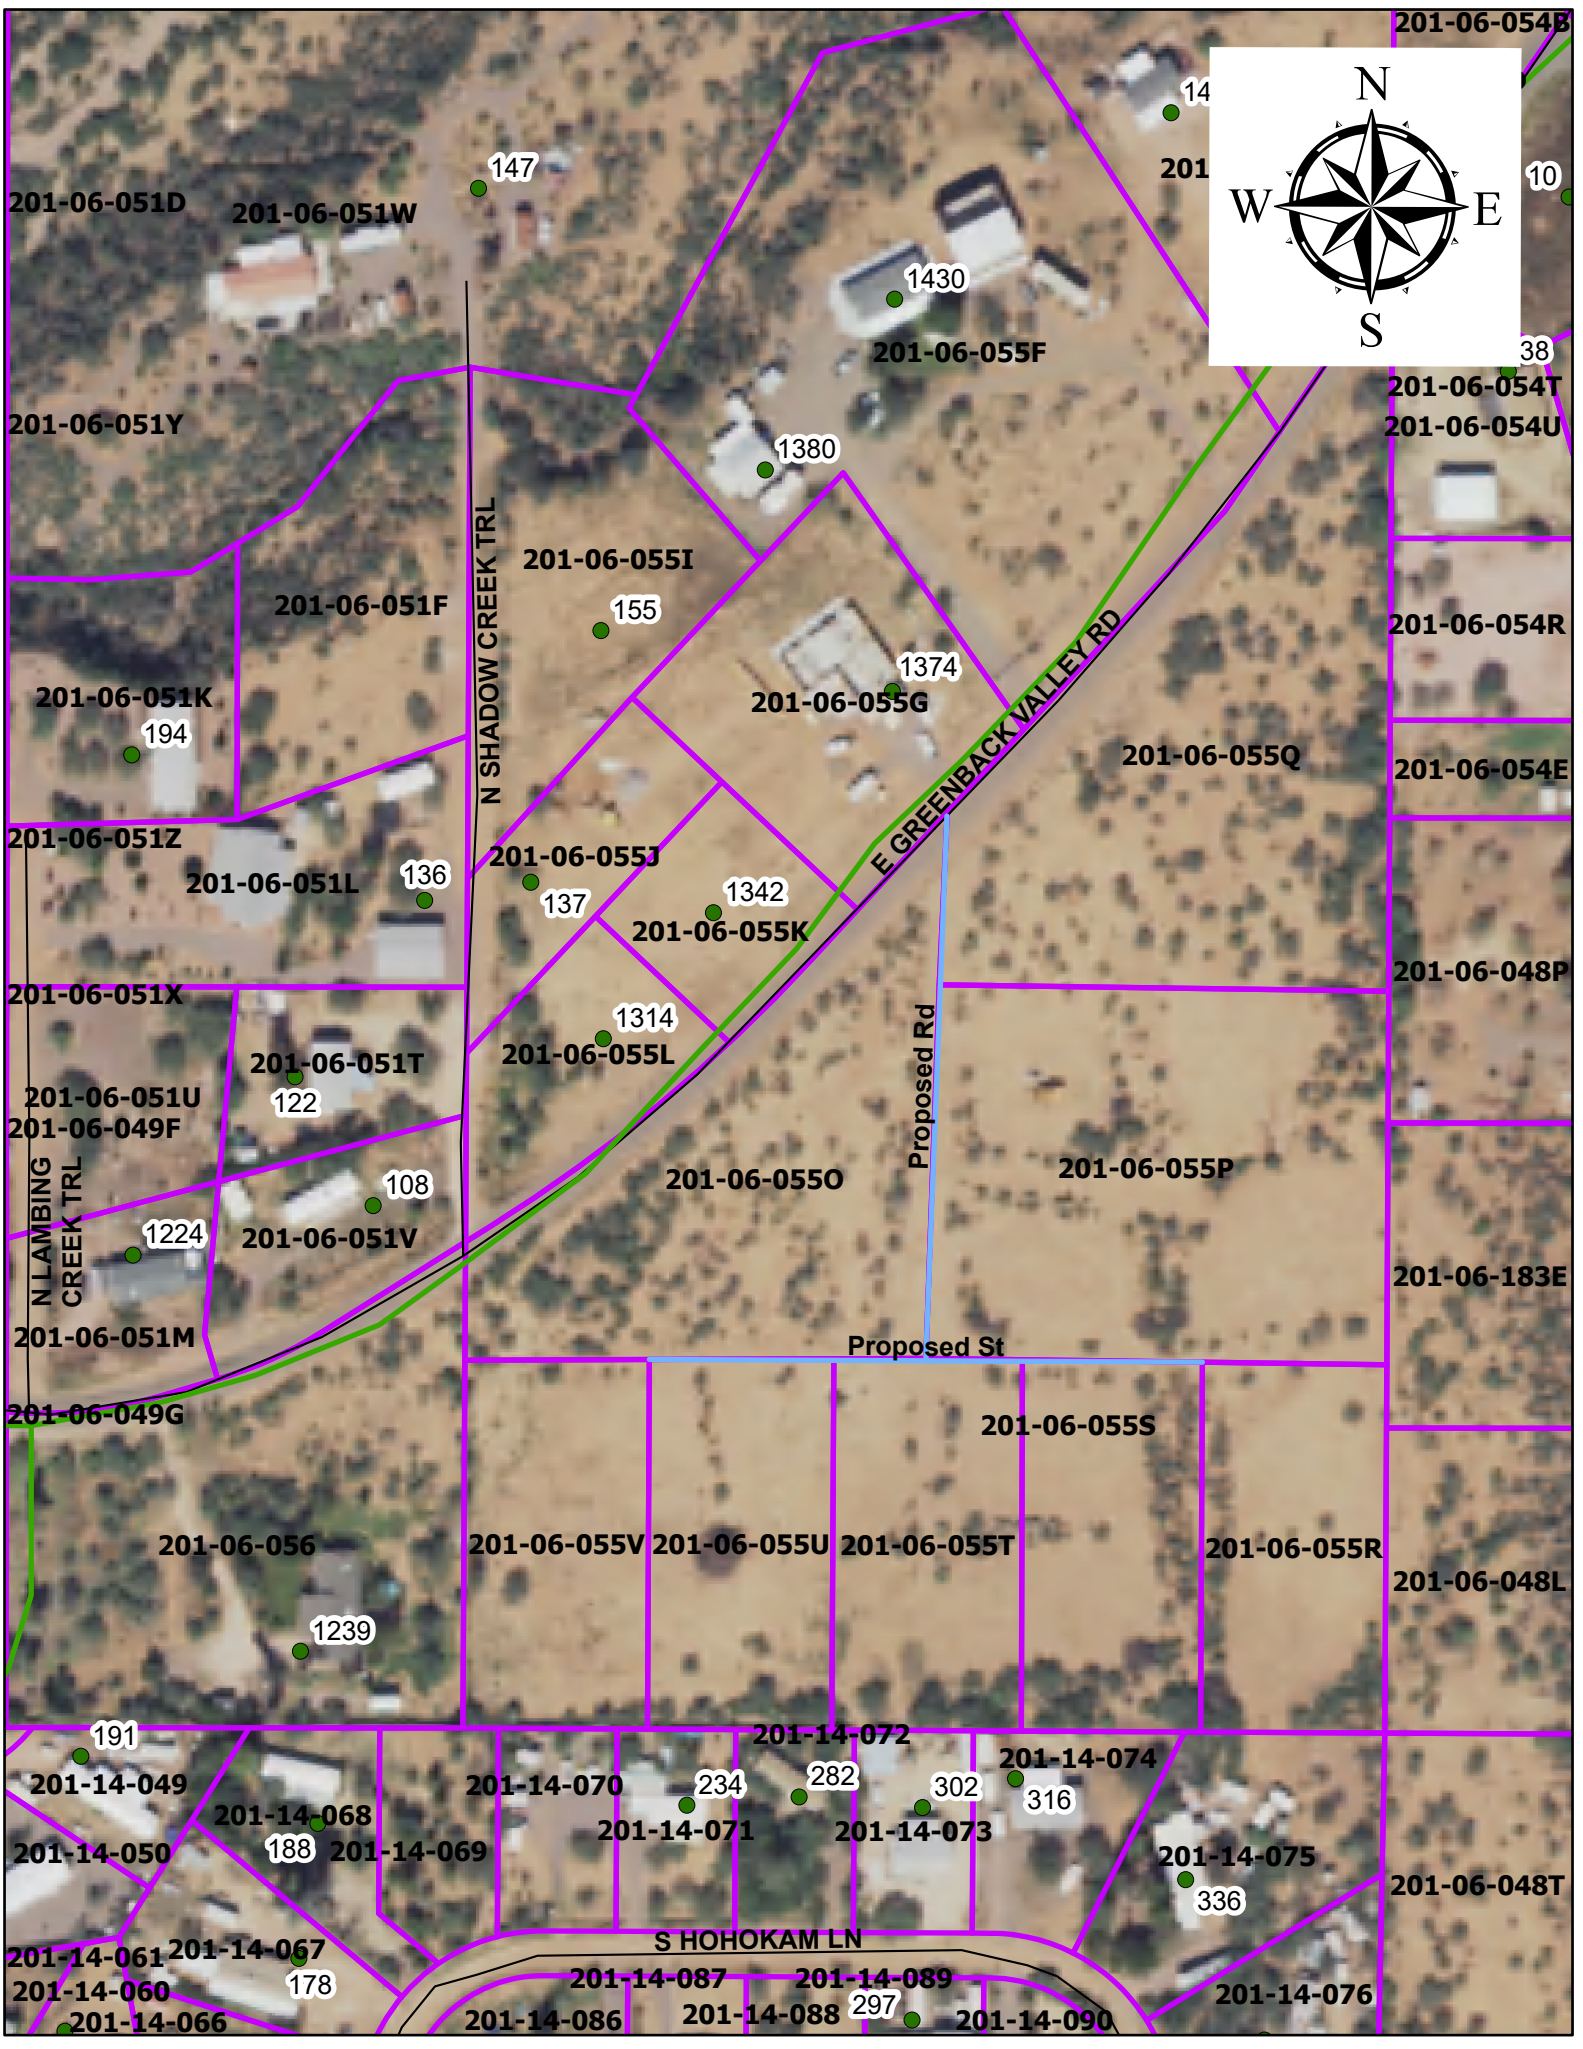 201-06-054B
N
14
147
201
10
W
E
201-06-051D
201-06-051W
1430
S
38
201-06-055F
201-06-054T
201-06-051Y
201-06-054U
1380
N SHADOW CREEK TRL
201-06-055I
201-06-051F
155
201-06-054R
1374
201-06-051K
201-06-055G
194
E GREENBACK VALLEY RD
201-06-055Q
201-06-054E
201-06-051Z
201-06-055J
201-06-051L
136
137
1342
201-06-055K
201-06-048P
201-06-051X
1314
201-06-055L
201-06-051T
Proposed Rd
201-06-051U
122
201-06-049F
201-06-055O
201-06-055P
N LAMBING
CREEK TRL
108
1224
201-06-051V
201-06-183E
201-06-051M
Proposed St
201-06-049G
201-06-055S
201-06-056
201-06-055V
201-06-055U
201-06-055T
201-06-055R
201-06-048L
1239
191
201-14-072
201-14-074
201-14-049
201-14-070
234
282
302
316
201-14-068
201-14-071
201-14-073
188
201-14-069
201-14-050
201-14-075
336
201-06-048T
S HOHOKAM LN
201-14-061
201-14-067
178
201-14-087
201-14-089
201-14-060
201-14-076
201-14-066
201-14-086
201-14-088
297
201-14-090